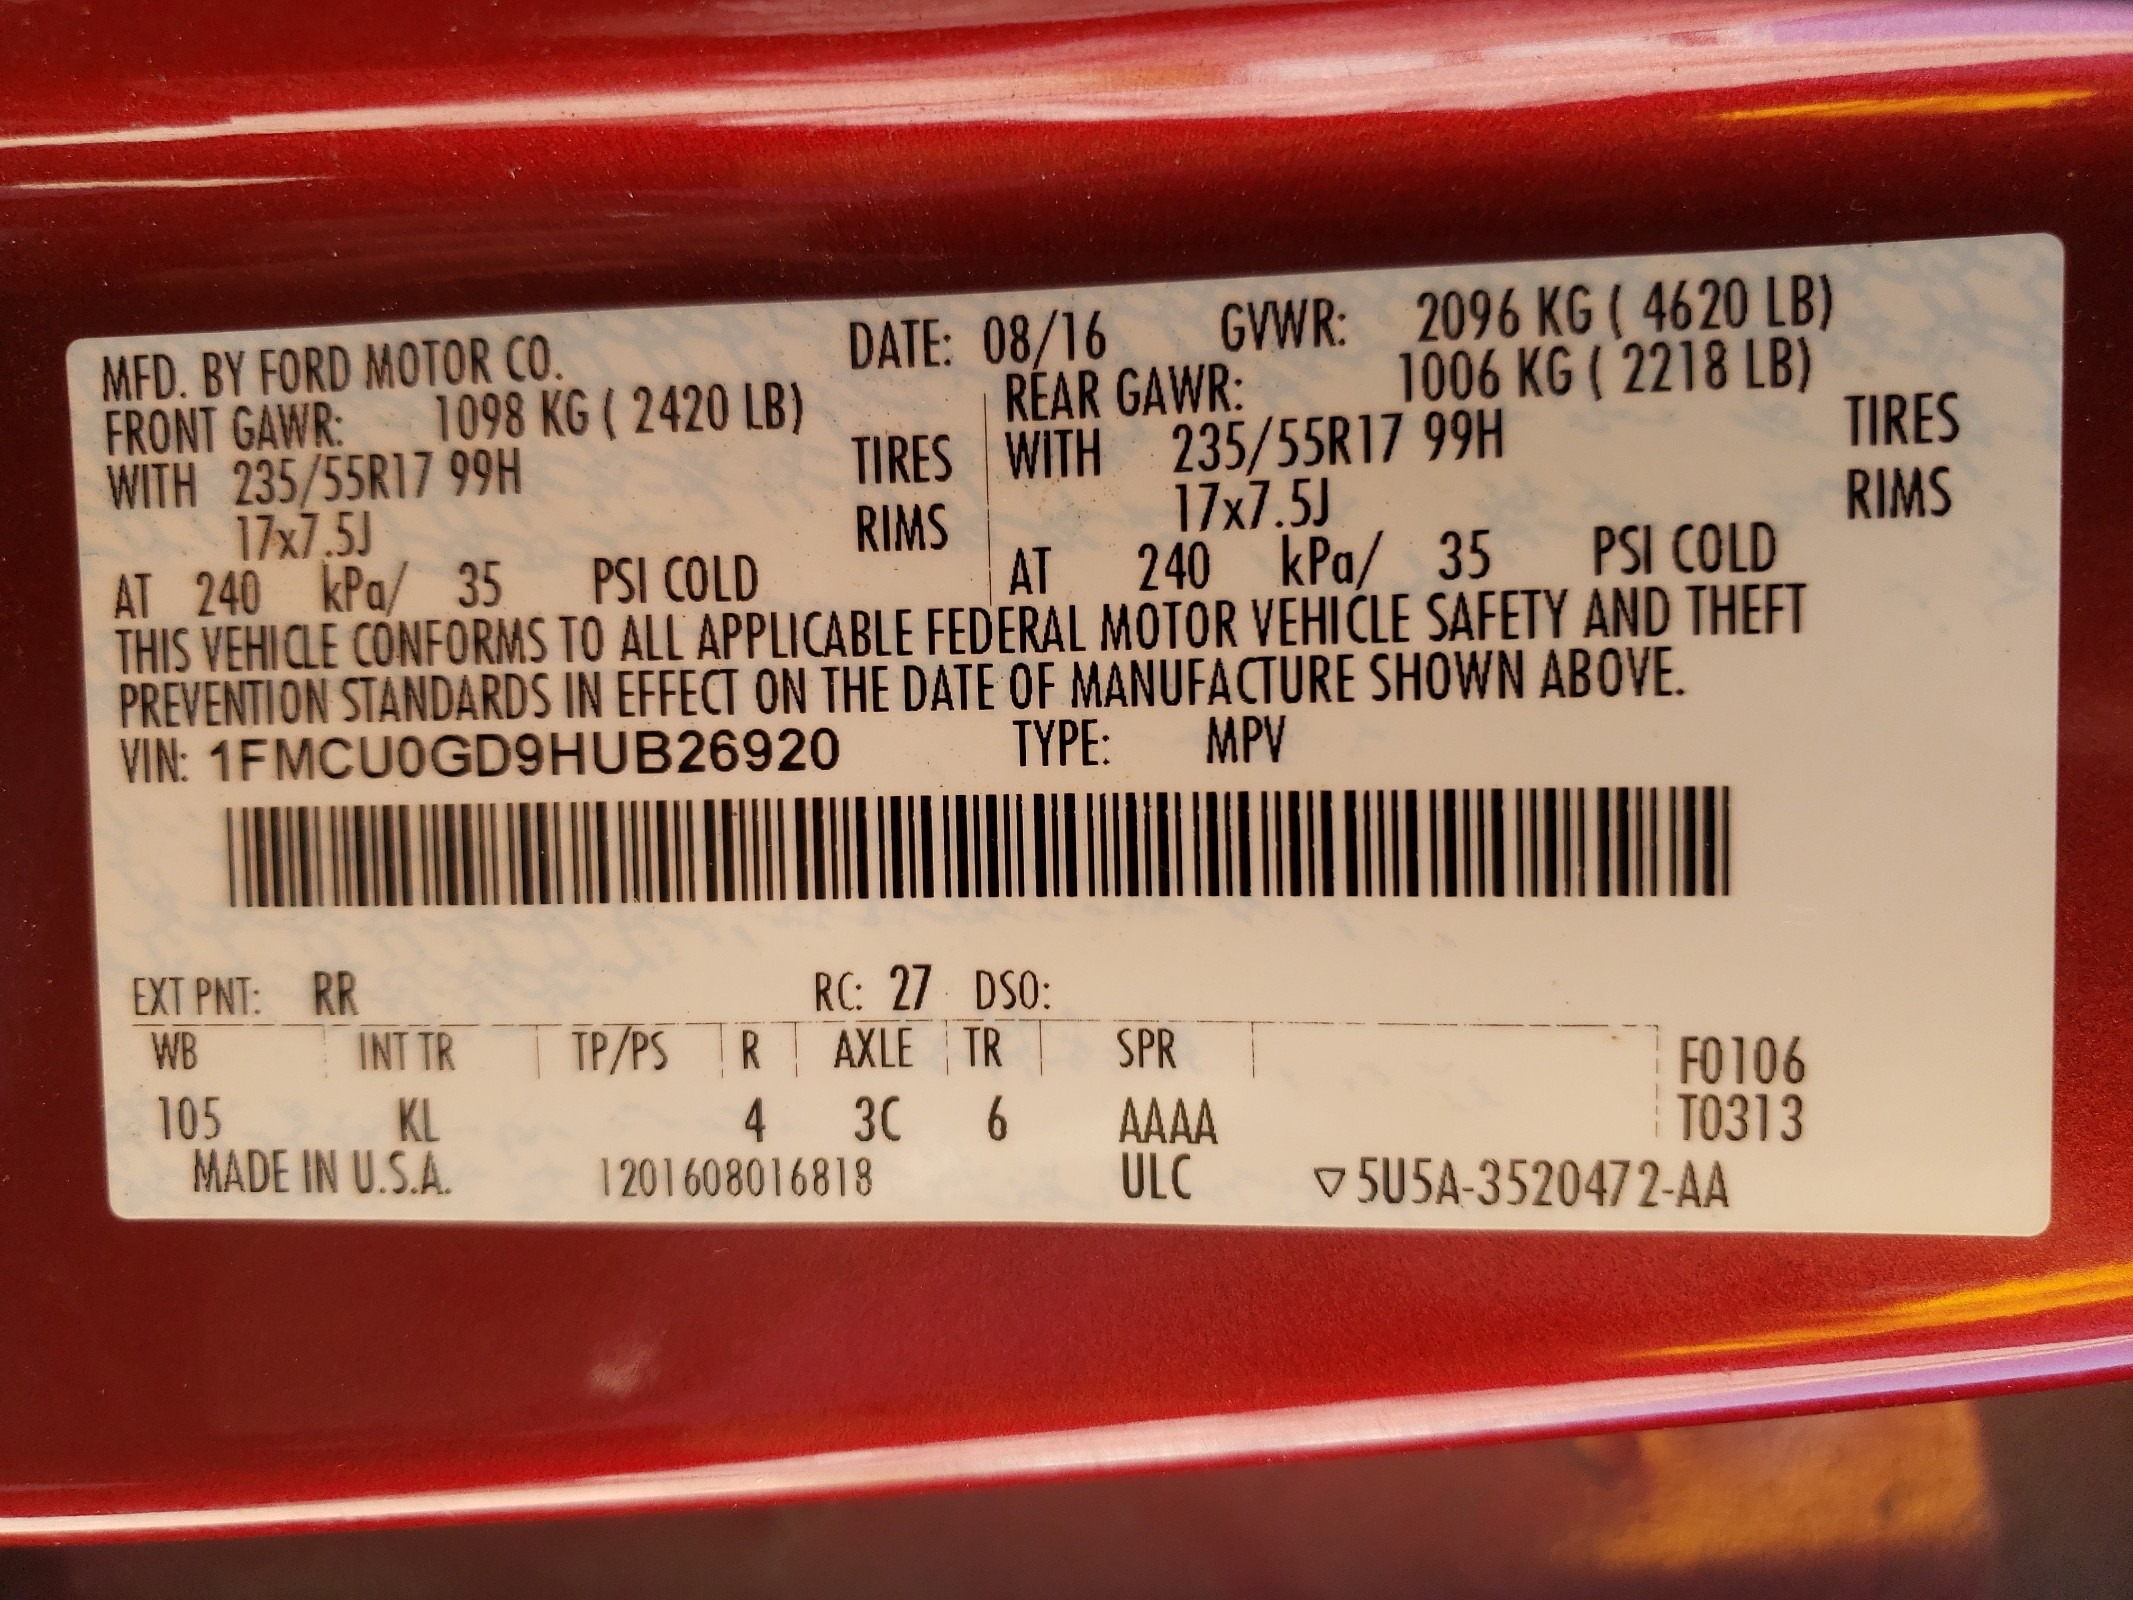 MFD. BY FORD MOTOR CO. DATE: 08/16 GVWR: 2096 KG ( 4620 LB)
FRONT GAWR: 1098 KG ( 2420 LB) REAR GAWR: 1006 KG ( 2218 LB)
WITH 235/55R17 99H TIRES WITH 235/55R17 99H TIRES
17x7.5J RIMS 17x7.5J RIMS
AT 240 kPa/ 35 PSI COLD AT 240 kPa/ 35 PSI COLD
THIS VEHICLE CONFORMS TO ALL APPLICABLE FEDERAL MOTOR VEHICLE SAFETY AND THEFT
PREVENTION STANDARDS IN EFFECT ON THE DATE OF MANUFACTURE SHOWN ABOVE.
VIN: 1FMCU0GD9HUB26920 TYPE: MPV
EXT PNT: RR RC: 27 DSO:
WB INT TR TP/PS R AXLE TR SPR F0106
105 KL 4 3C 6 AAAA T0313
MADE IN U.S.A. 1201608016818 ULC ▽5U5A-3520472-AA